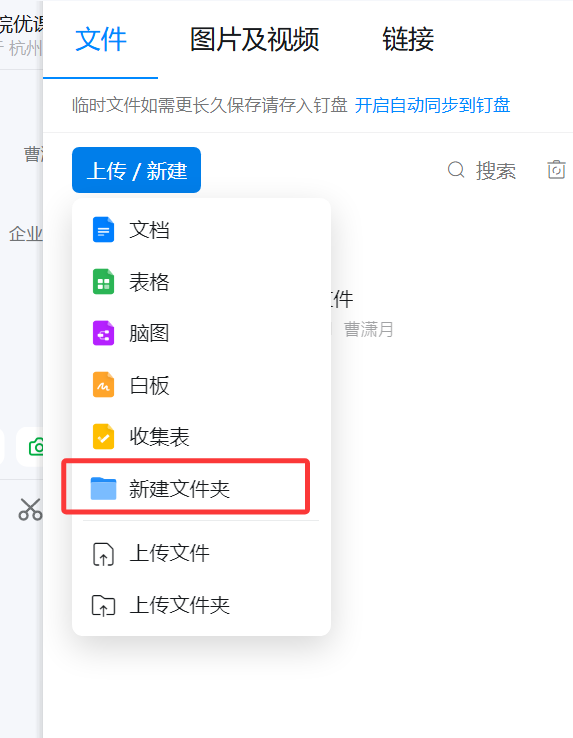 院优课
文件 图片及视频 链接
杭州
临时文件如需更长久保存请存入钉盘 开启自动同步到钉盘
上传 / 新建 搜索
文档
企业
表格
件
曹潇月
脑图
白板
收集表
新建文件夹
上传文件
上传文件夹